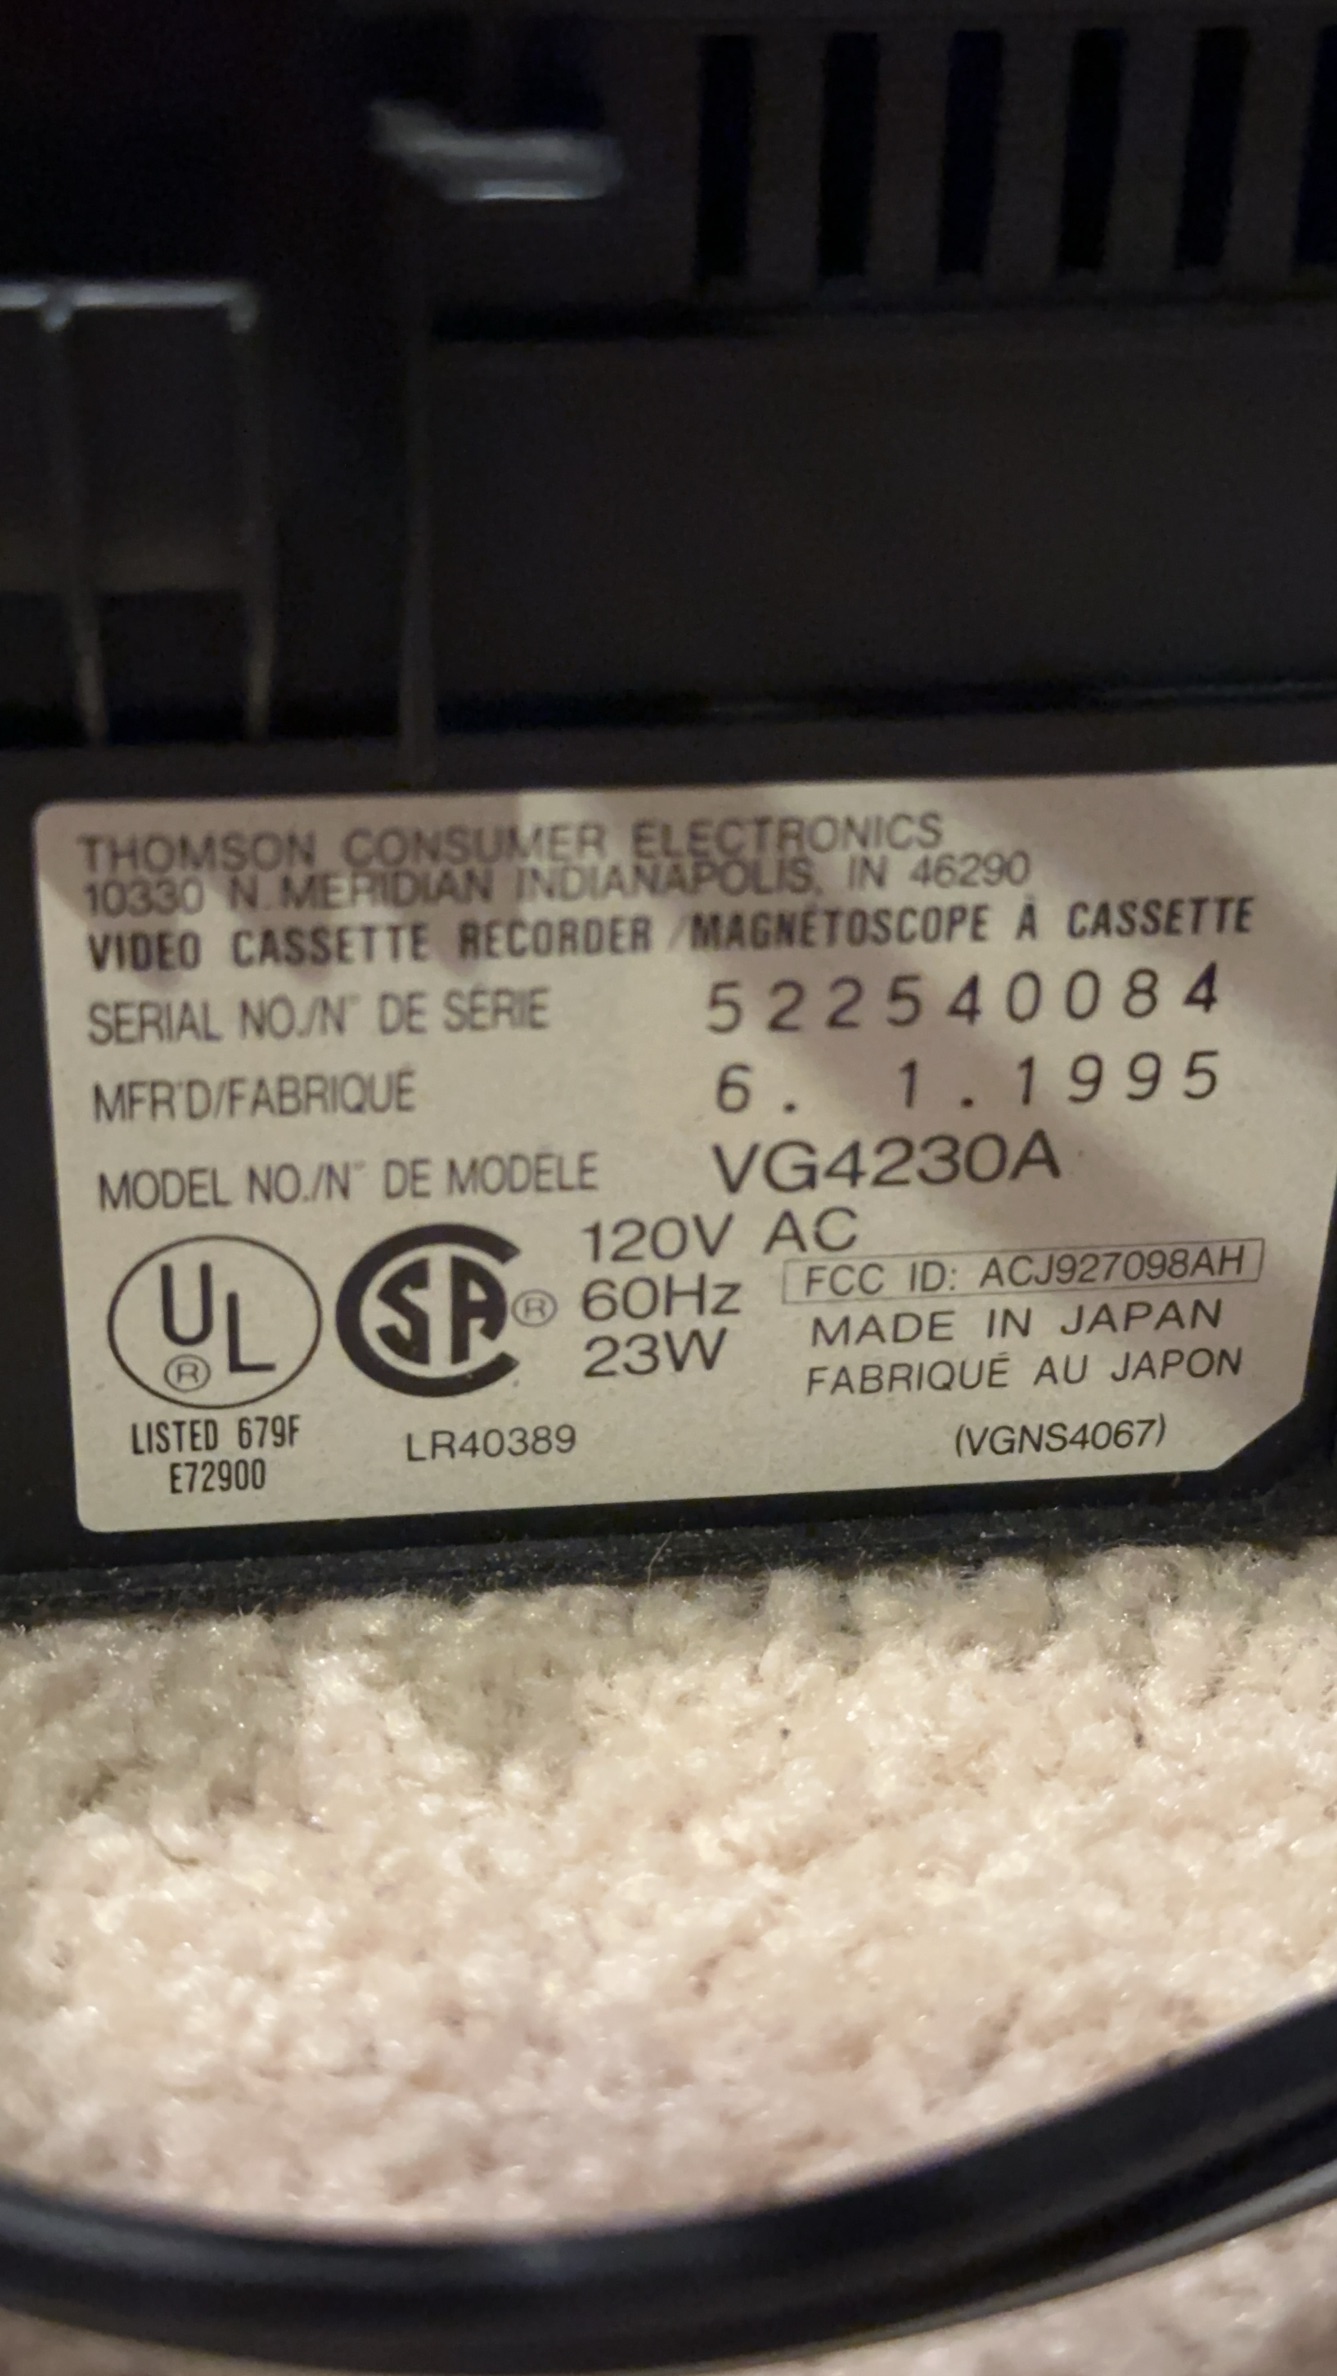 THOMSON CONSUMER ELECTRONICS
10330 N. MERIDIAN INDIANAPOLIS, IN 46290
VIDEO CASSETTE RECORDER / MAGNÉTOSCOPE À CASSETTE
SERIAL NO./N° DE SÉRIE 522540084
MFR'D/FABRIQUÉ 6. 1.1995
MODEL NO./N° DE MODÈLE VG4230A
UL ®
SA ®
120V AC
60Hz
23W
FCC ID: ACJ927098AH
MADE IN JAPAN
FABRIQUÉ AU JAPON
LISTED 679F
E72900
LR40389
(VGNS4067)